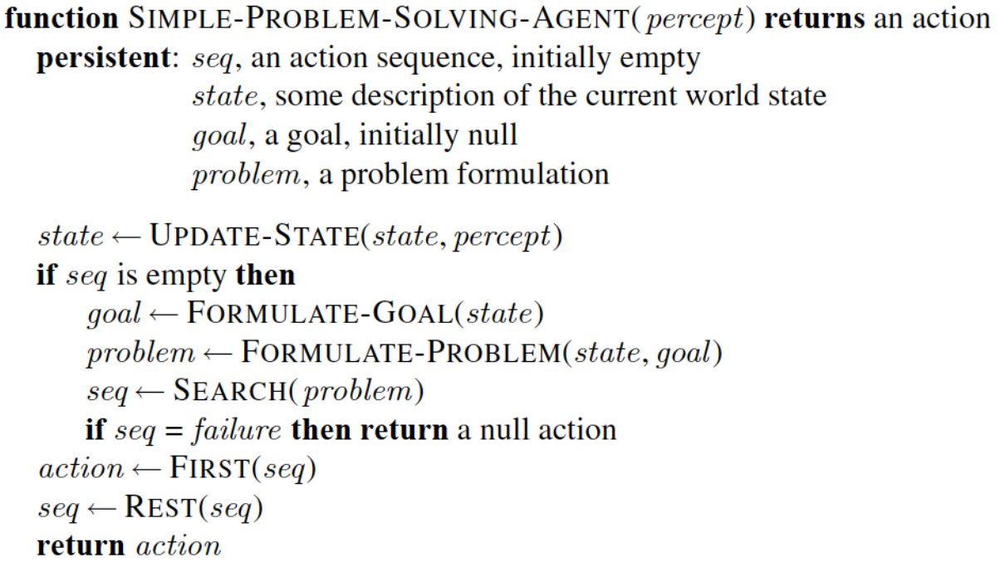 function SIMPLE-PROBLEM-SOLVING-AGENT(percept) returns an action
persistent: seq, an action sequence, initially empty
state, some description of the current world state
goal, a goal, initially null
problem, a problem formulation
state ← UPDATE-STATE(state, percept)
if seq is empty then
goal ← FORMULATE-GOAL(state)
problem ← FORMULATE-PROBLEM(state, goal)
seq ← SEARCH(problem)
if seq = failure then return a null action
action ← FIRST(seq)
seq ← REST(seq)
return action